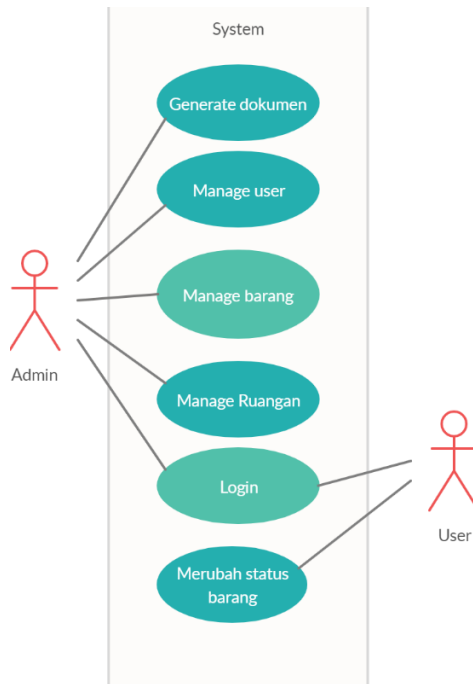 System
Generate dokumen
Manage user
Manage barang
Admin
Manage Ruangan
Login
User
Merubah status
barang